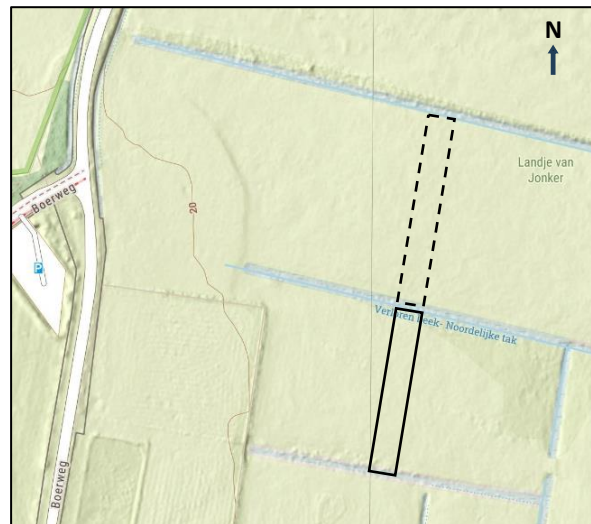 N
Landje van
Jonker
Boerweg
20
P
Verloren Beek- Noordelijke tak
Boerweg